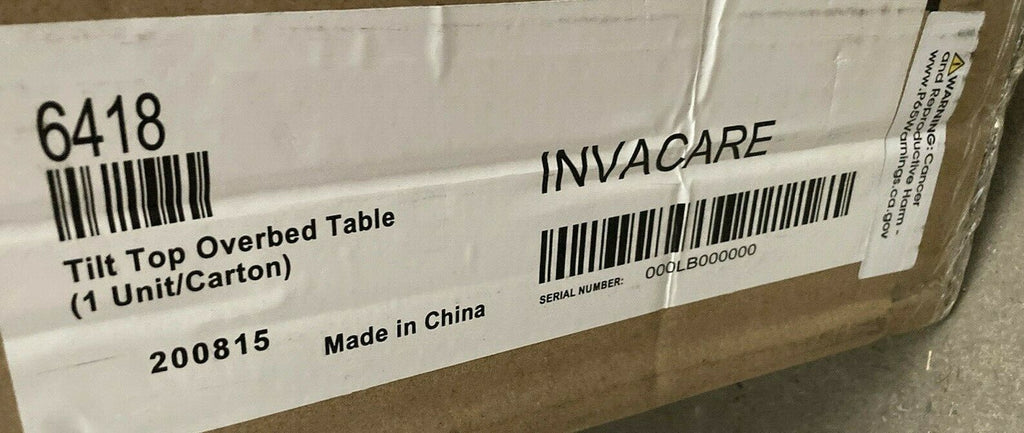 6418
Tilt Top Overbed Table
(1 Unit/Carton)
200815
Made in China
INVACARE
SERIAL NUMBER:
000LB000000
⚠WARNING: Cancer
and Reproductive Harm -
www.P65Warnings.ca.gov